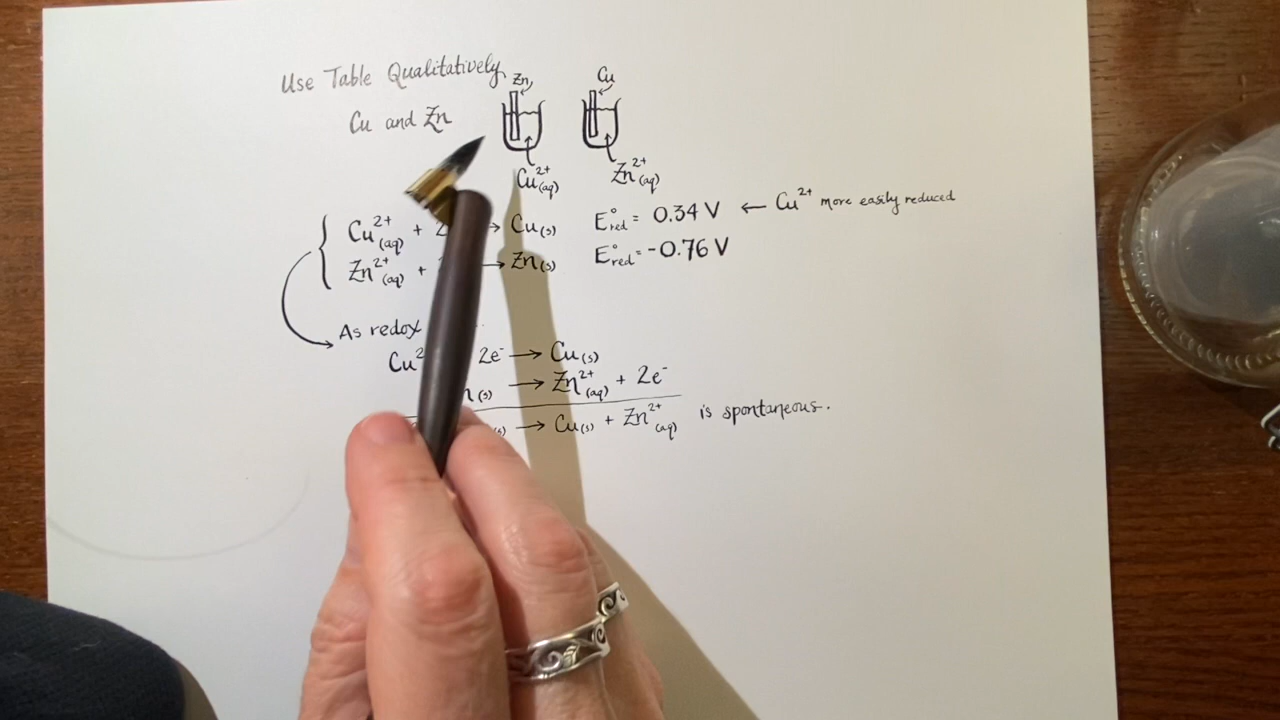 Use Table Qualitatively
Zn Cu
Cu and Zn
Cu²⁺(aq) Zn²⁺(aq)
Cu²⁺(aq) + 2 → Cu(s) E°red = 0.34 V ← Cu²⁺ more easily reduced
Zn²⁺(aq) + → Zn(s) E°red = -0.76 V
As redox
Cu² 2e⁻ → Cu(s)
(s) → Zn²⁺(aq) + 2e⁻
→ Cu(s) + Zn²⁺(aq) is spontaneous.